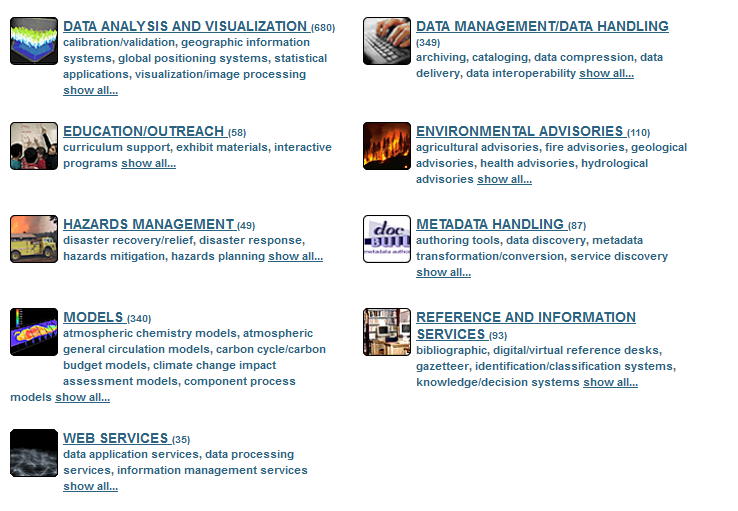 DATA ANALYSIS AND VISUALIZATION (680)
calibration/validation, geographic information
systems, global positioning systems, statistical
applications, visualization/image processing
show all...
DATA MANAGEMENT/DATA HANDLING
(349)
archiving, cataloging, data compression, data
delivery, data interoperability show all...
EDUCATION/OUTREACH (58)
curriculum support, exhibit materials, interactive
programs show all...
ENVIRONMENTAL ADVISORIES (110)
agricultural advisories, fire advisories, geological
advisories, health advisories, hydrological
advisories show all...
HAZARDS MANAGEMENT (49)
disaster recovery/relief, disaster response,
hazards mitigation, hazards planning show all...
doc
BUIL
metadata autho
METADATA HANDLING (87)
authoring tools, data discovery, metadata
transformation/conversion, service discovery
show all...
MODELS (340)
atmospheric chemistry models, atmospheric
general circulation models, carbon cycle/carbon
budget models, climate change impact
assessment models, component process
models show all...
REFERENCE AND INFORMATION
SERVICES (93)
bibliographic, digital/virtual reference desks,
gazetteer, identification/classification systems,
knowledge/decision systems show all...
WEB SERVICES (35)
data application services, data processing
services, information management services
show all...